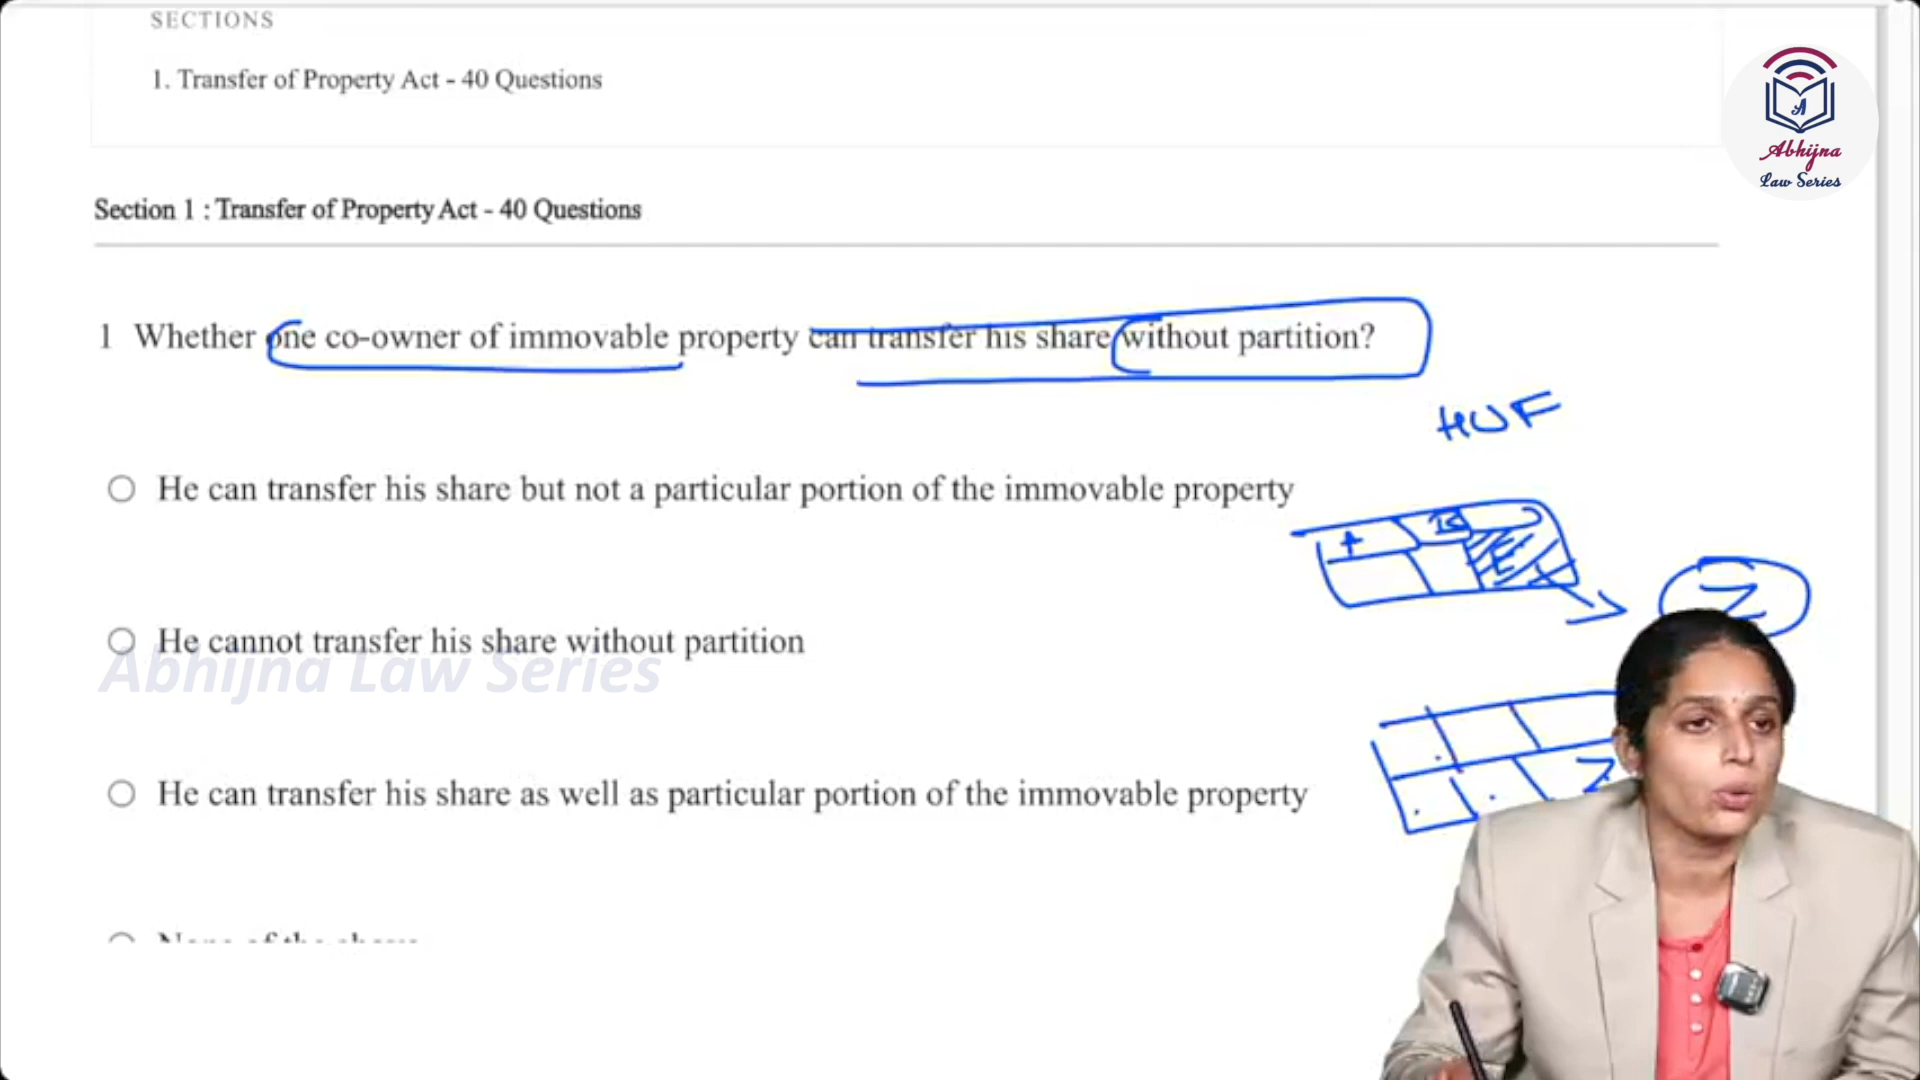 SECTIONS
1. Transfer of Property Act - 40 Questions
Abhijna
Law Series
Section 1 : Transfer of Property Act - 40 Questions
1 Whether one co-owner of immovable property can transfer his share without partition?
HUF
He can transfer his share but not a particular portion of the immovable property
Z
He cannot transfer his share without partition
Abhijna Law Series
Z
He can transfer his share as well as particular portion of the immovable property